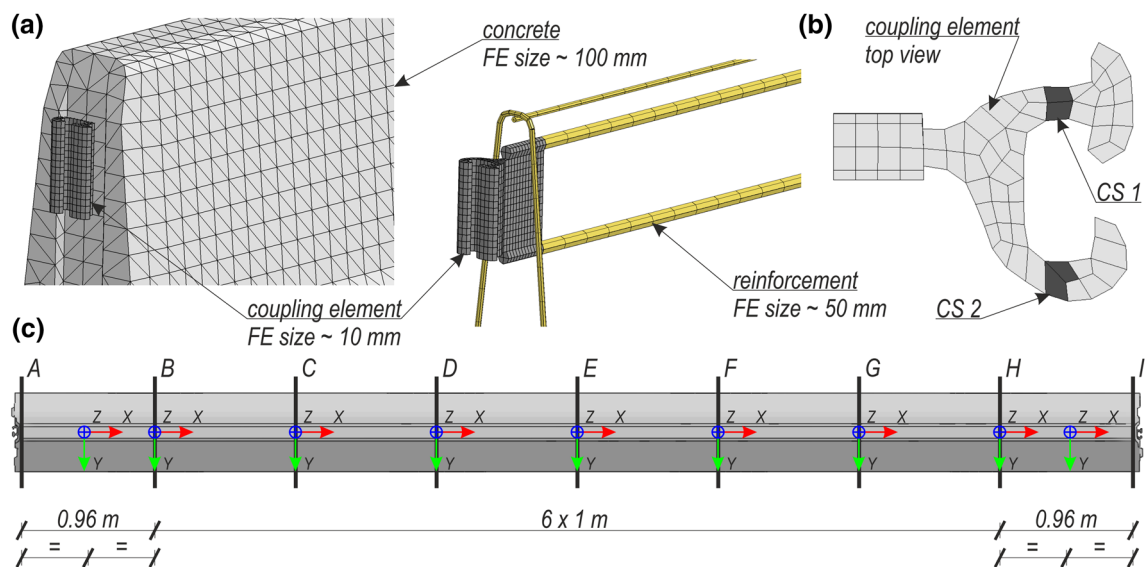 (a)
concrete
FE size ~ 100 mm
coupling element
FE size ~ 10 mm
reinforcement
FE size ~ 50 mm
(b)
coupling element
top view
CS 1
CS 2
(c)
A B C D E F G H I
Z X Z X Z X Z X Z X Z X Z X Z X Z X
Y Y Y Y Y Y Y Y Y
0.96 m 6 x 1 m 0.96 m
= = = =